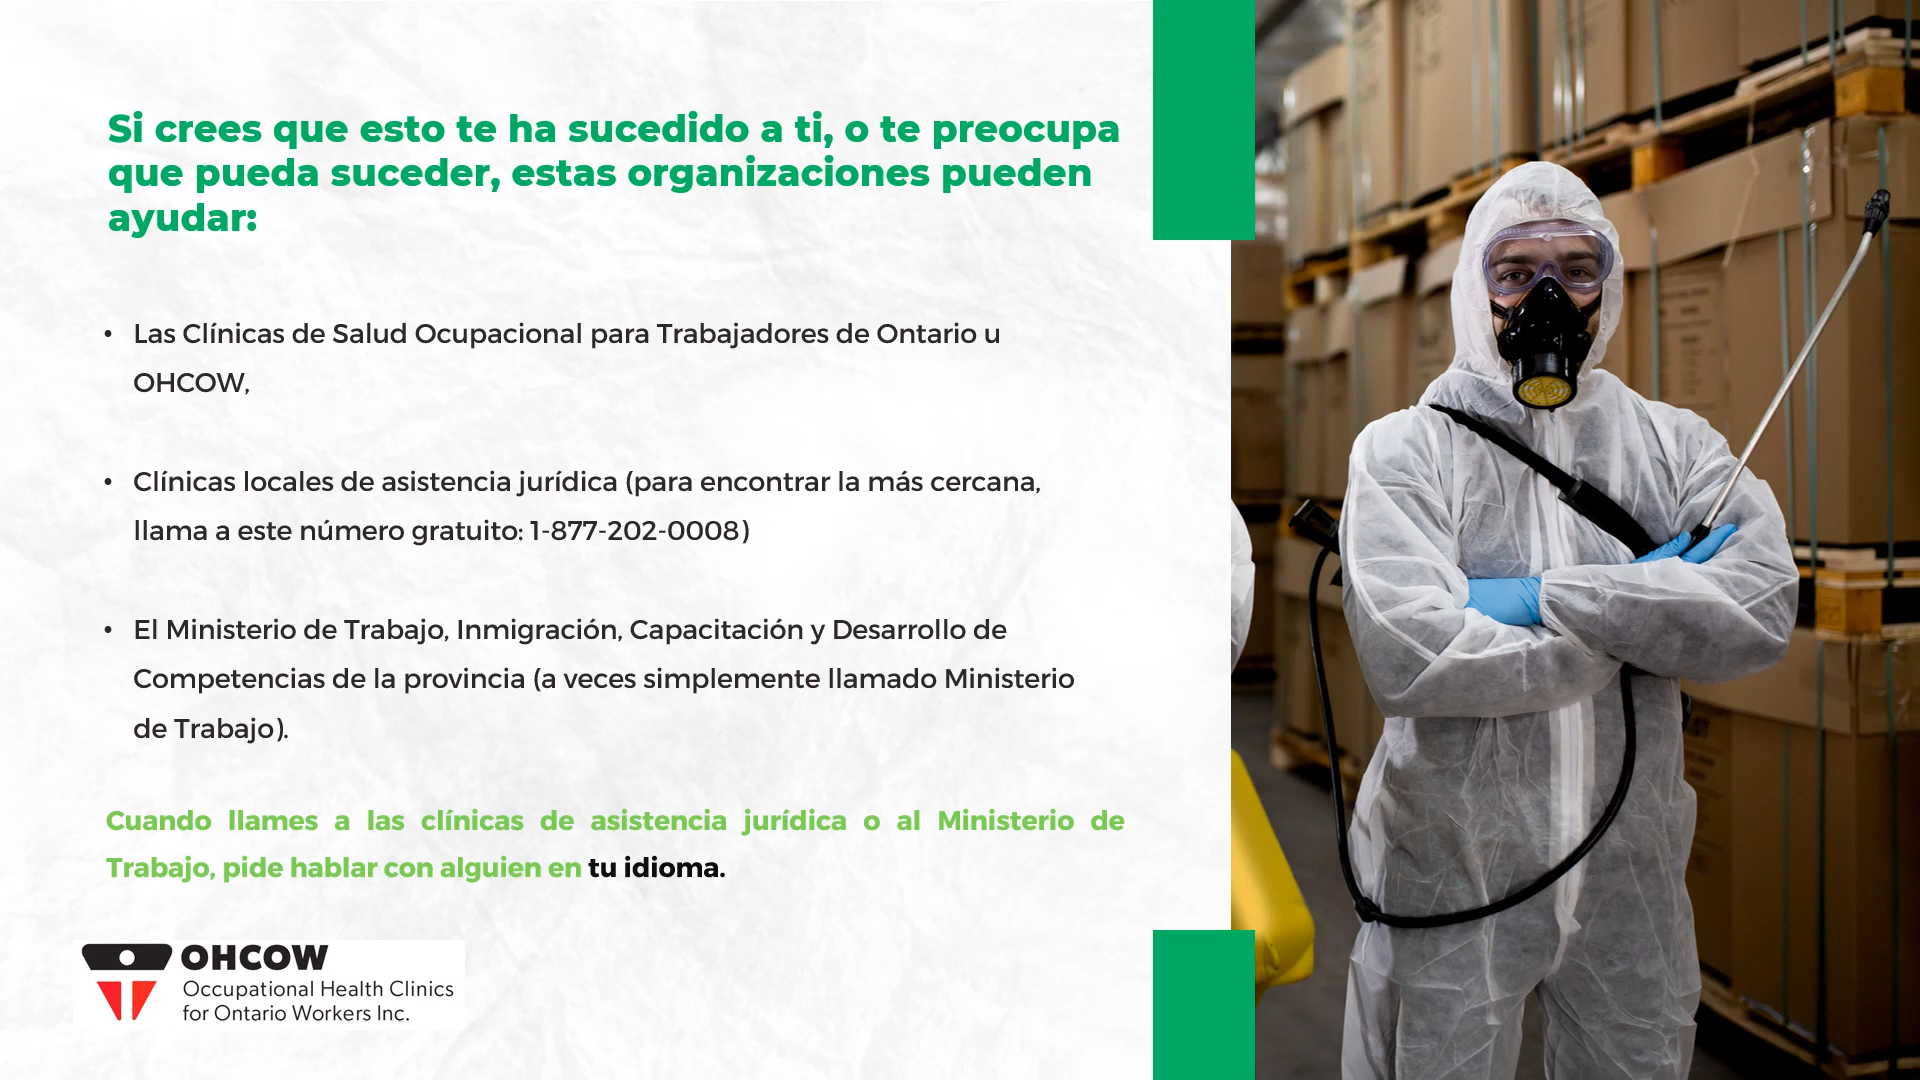 Si crees que esto te ha sucedido a ti, o te preocupa
que pueda suceder, estas organizaciones pueden
ayudar:
• Las Clínicas de Salud Ocupacional para Trabajadores de Ontario u
OHCOW,
• Clínicas locales de asistencia jurídica (para encontrar la más cercana,
llama a este número gratuito: 1-877-202-0008)
• El Ministerio de Trabajo, Inmigración, Capacitación y Desarrollo de
Competencias de la provincia (a veces simplemente llamado Ministerio
de Trabajo).
Cuando llames a las clínicas de asistencia jurídica o al Ministerio de
Trabajo, pide hablar con alguien en tu idioma.
OHCOW
Occupational Health Clinics
for Ontario Workers Inc.